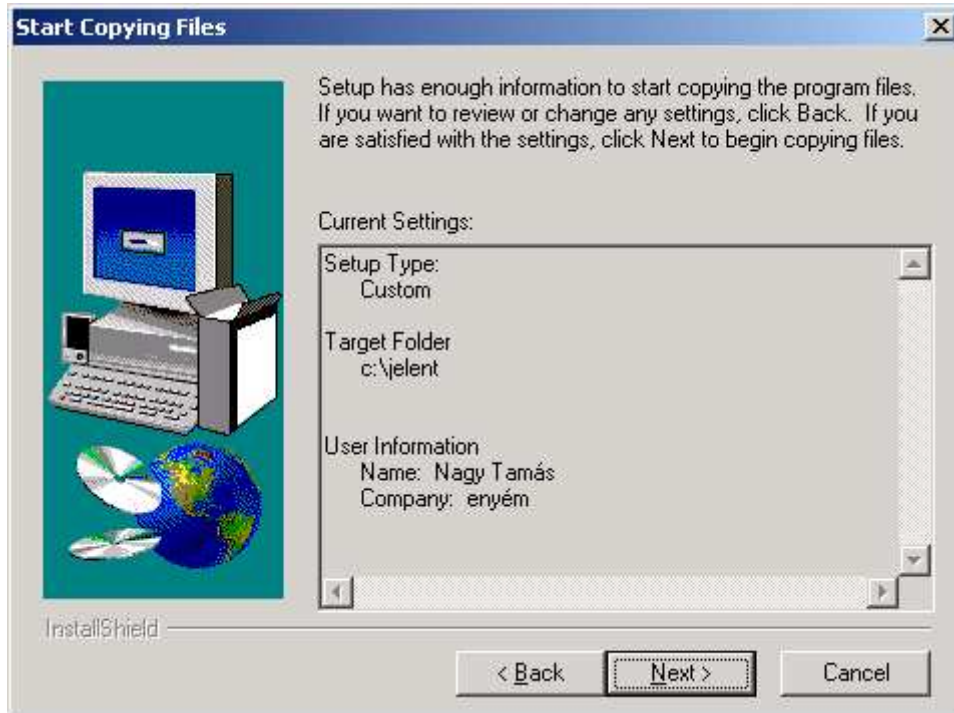 Start Copying Files
Setup has enough information to start copying the program files.
If you want to review or change any settings, click Back. If you
are satisfied with the settings, click Next to begin copying files.
Current Settings:
Setup Type:
Custom
Target Folder
c:\jelent
User Information
Name: Nagy Tamás
Company: enyém
InstallShield
< Back
Next >
Cancel